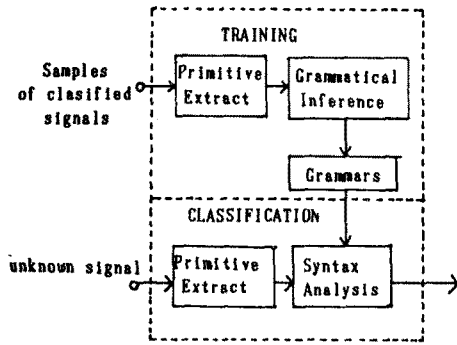 TRAINING
Samples
of clasified
signals
Primitive
Extract
Grammatical
Inference
Grammars
CLASSIFICATION
unknown signal
Primitive
Extract
Syntax
Analysis